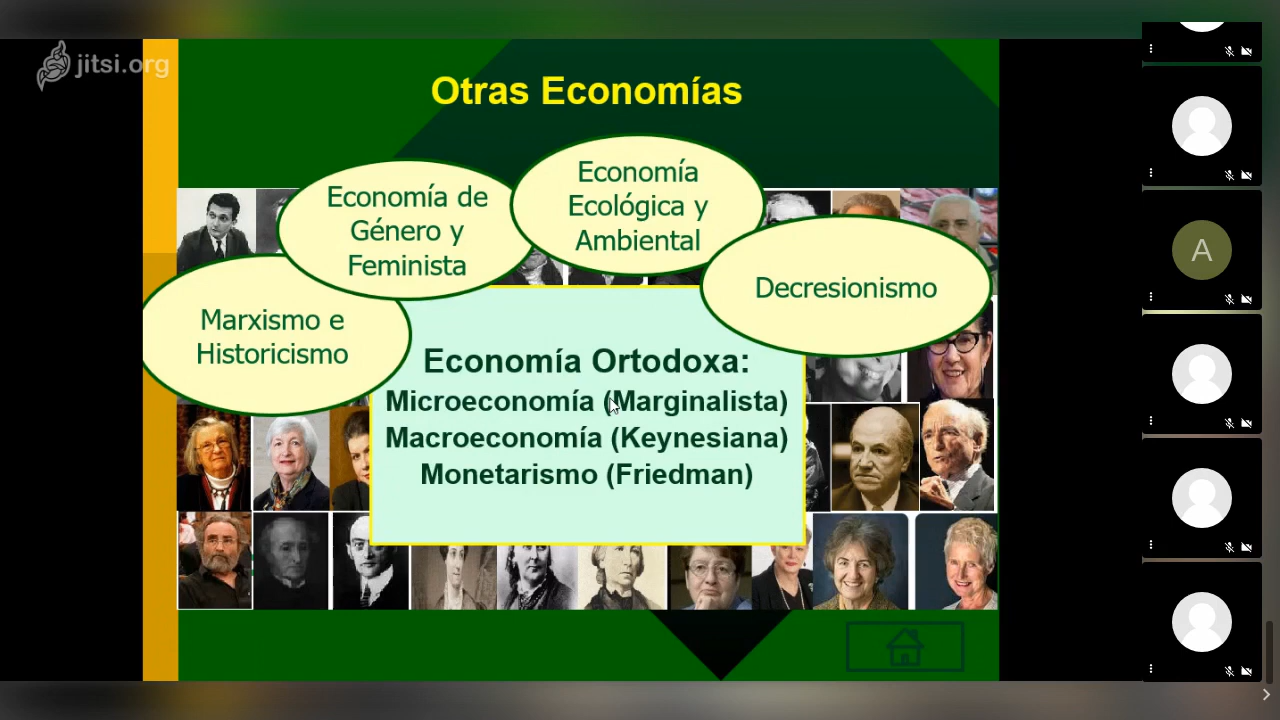 jitsi.org
Otras Economías
Economía de
Género y
Feminista
Economía
Ecológica y
Ambiental
Decresionismo
Marxismo e
Historicismo
Economía Ortodoxa:
Microeconomía (Marginalista)
Macroeconomía (Keynesiana)
Monetarismo (Friedman)
A